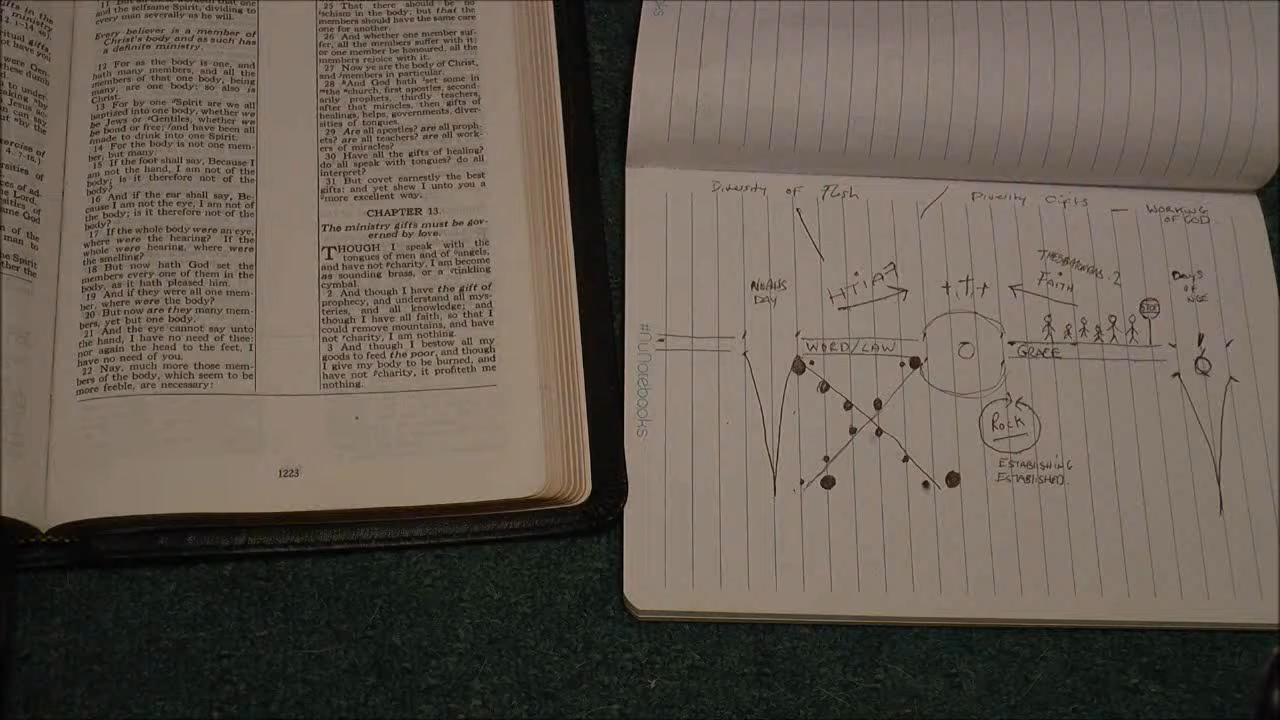 11 But all
and the selfsame Spirit, dividing to
every man severally as he will.
Every believer is a member of
Christ's body and as such has
a definite ministry.
12 For as the body is one, and
hath many members, and all the
members of that one body, being
many, are one body: so also is
Christ.
13 For by one Spirit are we all
baptized into one body, whether we
be Jews or Gentiles, whether we
be bond or free; and have been all
made to drink into one Spirit.
14 For the body is not one mem-
ber, but many.
15 If the foot shall say, Because I
am not the hand, I am not of the
body; is it therefore not of the
body?
16 And if the ear shall say, Be-
cause I am not the eye, I am not of
the body; is it therefore not of the
body?
17 If the whole body were an eye,
where were the hearing? If the
whole were hearing, where were
the smelling?
18 But now hath God set the
members every one of them in the
body, as it hath pleased him.
19 And if they were all one mem-
ber, where were the body?
20 But now are they many mem-
bers, yet but one body.
21 And the eye cannot say unto
the hand, I have no need of thee:
nor again the head to the feet, I
have no need of you.
22 Nay, much more those mem-
bers of the body, which seem to be
more feeble, are necessary:
25 That there should be no
schism in the body; but that the
members should have the same care
one for another.
26 And whether one member suf-
fer, all the members suffer with it;
or one member be honoured, all the
members rejoice with it.
27 Now ye are the body of Christ,
and members in particular.
28 And God hath set some in
the church, first apostles, second-
arily prophets, thirdly teachers,
after that miracles, then gifts of
healings, helps, governments, diver-
sities of tongues.
29 Are all apostles? are all proph-
ets? are all teachers? are all work-
ers of miracles?
30 Have all the gifts of healing?
do all speak with tongues? do all
interpret?
31 But covet earnestly the best
gifts: and yet shew I unto you a
more excellent way.
CHAPTER 13.
The ministry gifts must be gov-
erned by love.
THOUGH I speak with the
tongues of men and of angels,
and have not charity, I am become
as sounding brass, or a tinkling
cymbal.
2 And though I have the gift of
prophecy, and understand all mys-
teries, and all knowledge; and
though I have all faith, so that I
could remove mountains, and have
not charity, I am nothing.
3 And though I bestow all my
goods to feed the poor, and though
I give my body to be burned, and
have not charity, it profiteth me
nothing.
1223
Diversity of Flesh
Diversity Gifts — WORKING
OF GOD
NOAHS
DAY
HTIAF
THESSALONIANS. 2
FAITH
STOP
Days
of
WORD/LAW
GRACE
ROCK
ESTABLISHING
ESTABLISHED.
#nunotebooks